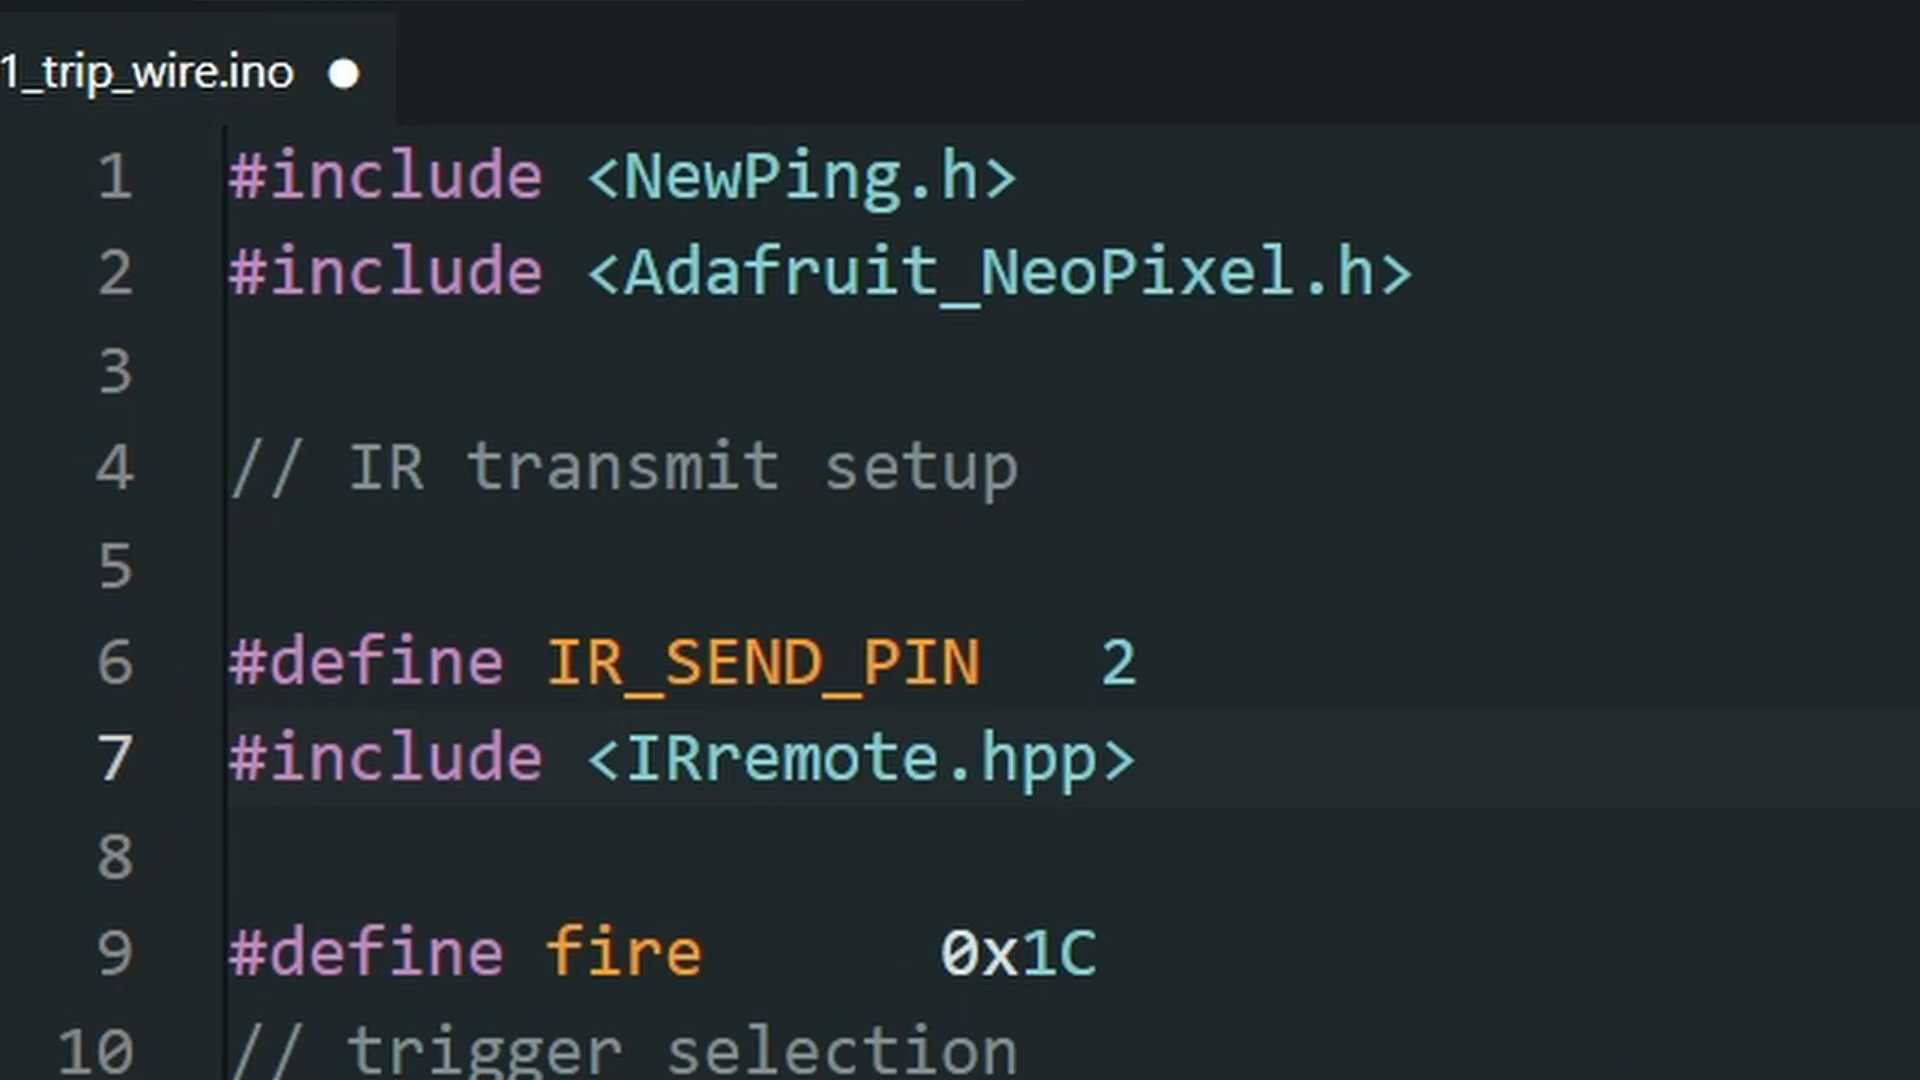 1_trip_wire.ino
1 #include <NewPing.h>
2 #include <Adafruit_NeoPixel.h>
3
4 // IR transmit setup
5
6 #define IR_SEND_PIN   2
7 #include <IRremote.hpp>
8
9 #define fire      0x1C
10 // trigger selection